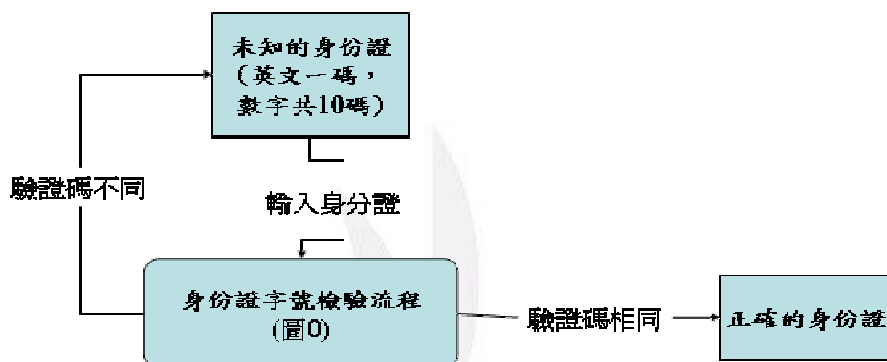 未知的身份證
(英文一碼，
數字共10碼)
驗證碼不同
輸入身分證
身份證字號檢驗流程
(圖0)
驗證碼相同
正確的身份證